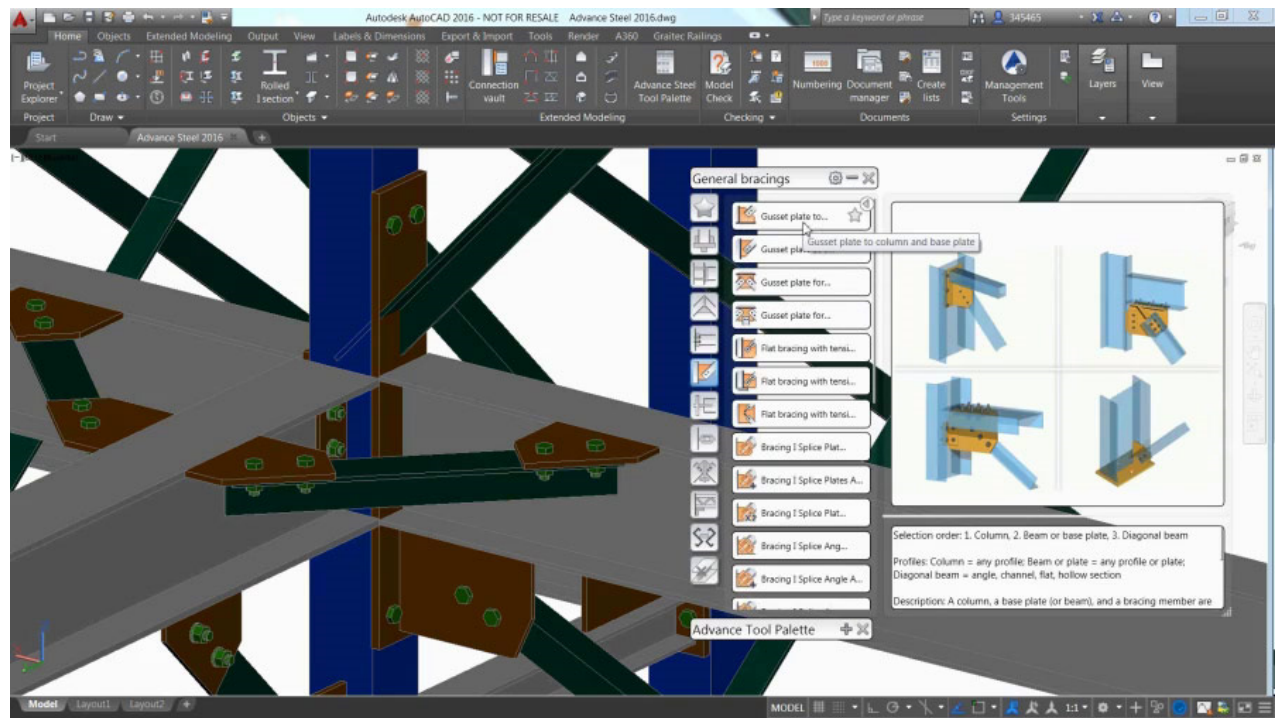 Autodesk AutoCAD 2016 - NOT FOR RESALE Advance Steel 2016.dwg
Type a keyword or phrase
345465
Home Objects Extended Modeling Output View Labels & Dimensions Export & Import Tools Render A360 Graitec Railings
Project Explorer
Rolled I section
Connection vault
Advance Steel Tool Palette
Model Check
Numbering
Document manager
Create lists
Management Tools
Layers
View
Project Draw Objects Extended Modeling Checking Documents Settings
Start Advance Steel 2016
General bracings
Gusset plate to...
Gusset plate to column and base plate
Gusset pla
Gusset plate for...
Gusset plate for...
Flat bracing with tensi...
Flat bracing with tensi...
Flat bracing with tensi...
Bracing I Splice Plat...
Bracing I Splice Plates A...
Bracing I Splice Plat...
Bracing I Splice Ang...
Bracing I Splice Angle A...
Selection order: 1. Column, 2. Beam or base plate, 3. Diagonal beam
Profiles: Column = any profile; Beam or plate = any profile or plate;
Diagonal beam = angle, channel, flat, hollow section
Description: A column, a base plate (or beam), and a bracing member are
Advance Tool Palette
Model Layout1 Layout2 +
MODEL 1:1